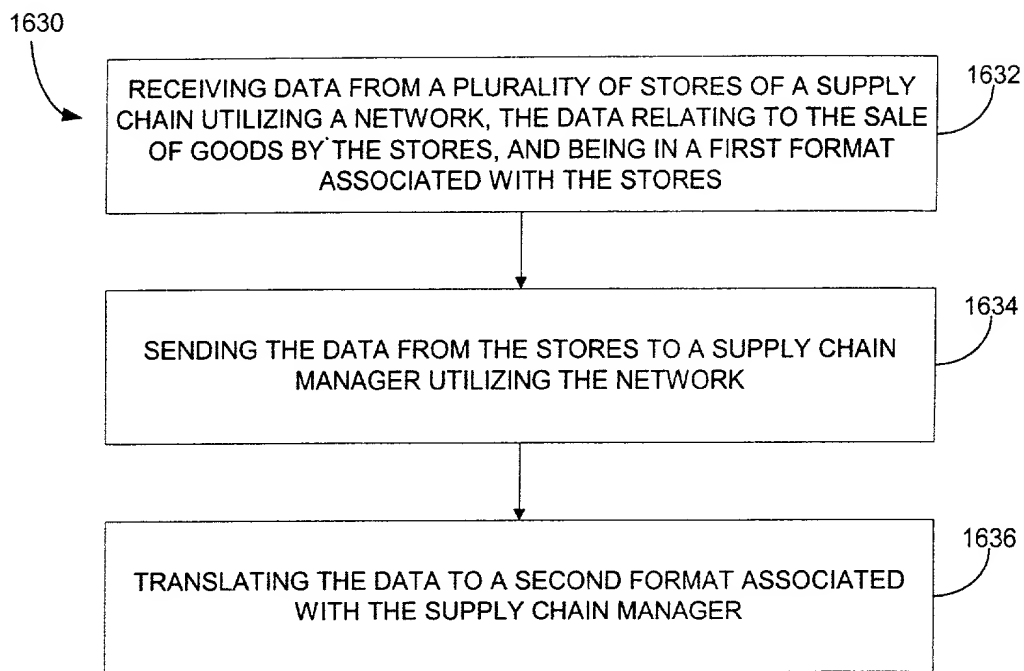 1630
1632
RECEIVING DATA FROM A PLURALITY OF STORES OF A SUPPLY
CHAIN UTILIZING A NETWORK, THE DATA RELATING TO THE SALE
OF GOODS BY THE STORES, AND BEING IN A FIRST FORMAT
ASSOCIATED WITH THE STORES
1634
SENDING THE DATA FROM THE STORES TO A SUPPLY CHAIN
MANAGER UTILIZING THE NETWORK
1636
TRANSLATING THE DATA TO A SECOND FORMAT ASSOCIATED
WITH THE SUPPLY CHAIN MANAGER